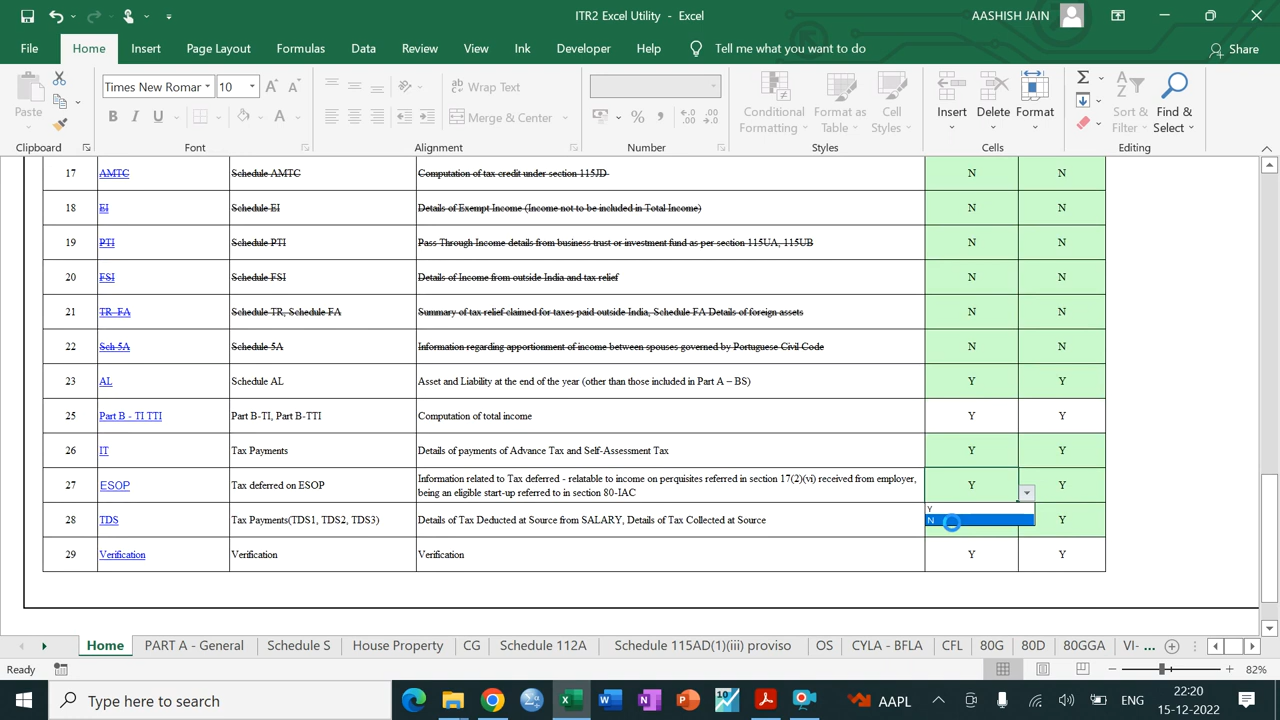 ITR2 Excel Utility - Excel
AASHISH JAIN
File Home Insert Page Layout Formulas Data Review View Ink Developer Help Tell me what you want to do Share
Paste
Times New Romar 10
B I U A
Wrap Text
Merge & Center
Conditional Formatting
Format as Table
Cell Styles
Insert Delete Format
Sort & Filter
Find & Select
Clipboard Font Alignment Number Styles Cells Editing
17 AMTC Schedule AMTC Computation of tax credit under section 115JD N N
18 EI Schedule EI Details of Exempt Income (Income not to be included in Total Income) N N
19 PTI Schedule PTI Pass Through Income details from business trust or investment fund as per section 115UA, 115UB N N
20 FSI Schedule FSI Details of Income from outside India and tax relief N N
21 TR_FA Schedule TR, Schedule FA Summary of tax relief claimed for taxes paid outside India, Schedule FA Details of foreign assets N N
22 Sch 5A Schedule 5A Information regarding apportionment of income between spouses governed by Portuguese Civil Code N N
23 AL Schedule AL Asset and Liability at the end of the year (other than those included in Part A – BS) Y Y
25 Part B - TI TTI Part B-TI, Part B-TTI Computation of total income Y Y
26 IT Tax Payments Details of payments of Advance Tax and Self-Assessment Tax Y Y
27 ESOP Tax deferred on ESOP Information related to Tax deferred - relatable to income on perquisites referred in section 17(2)(vi) received from employer, Y Y
being an eligible start-up referred to in section 80-IAC
Y
N
28 TDS Tax Payments(TDS1, TDS2, TDS3) Details of Tax Deducted at Source from SALARY, Details of Tax Collected at Source Y
29 Verification Verification Verification Y Y
Home PART A - General Schedule S House Property CG Schedule 112A Schedule 115AD(1)(iii) proviso OS CYLA - BFLA CFL 80G 80D 80GGA VI- ...
Ready 82%
Type here to search
AAPL
ENG
22:20
15-12-2022